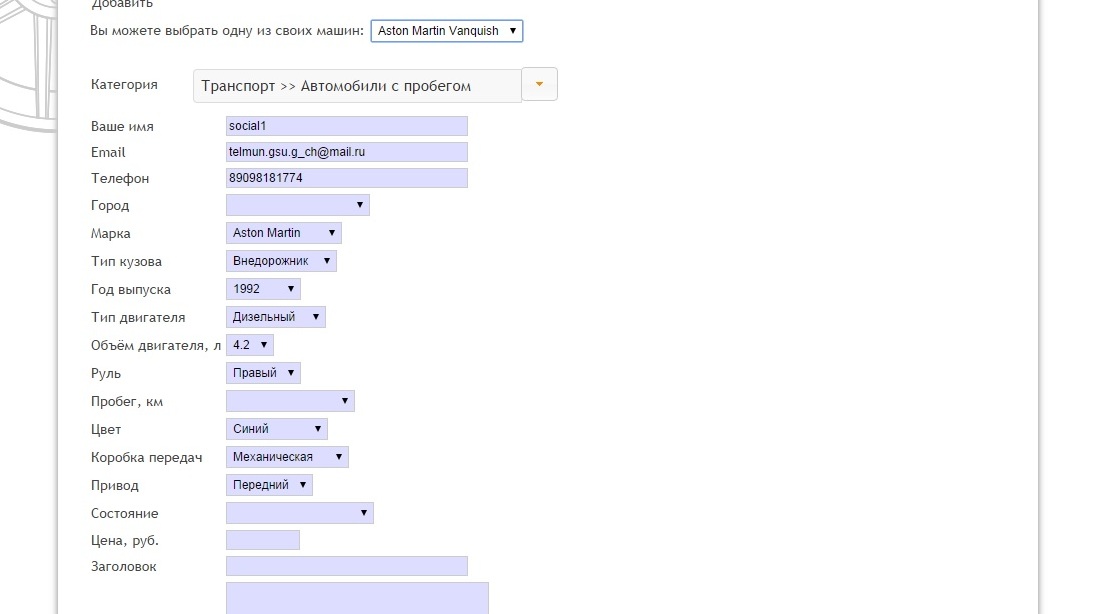 Добавить
Вы можете выбрать одну из своих машин: Aston Martin Vanquish
Категория Транспорт >> Автомобили с пробегом
Ваше имя social1
Email telmun.gsu.g_ch@mail.ru
Телефон 89098181774
Город
Марка Aston Martin
Тип кузова Внедорожник
Год выпуска 1992
Тип двигателя Дизельный
Объём двигателя, л 4.2
Руль Правый
Пробег, км
Цвет Синий
Коробка передач Механическая
Привод Передний
Состояние
Цена, руб.
Заголовок